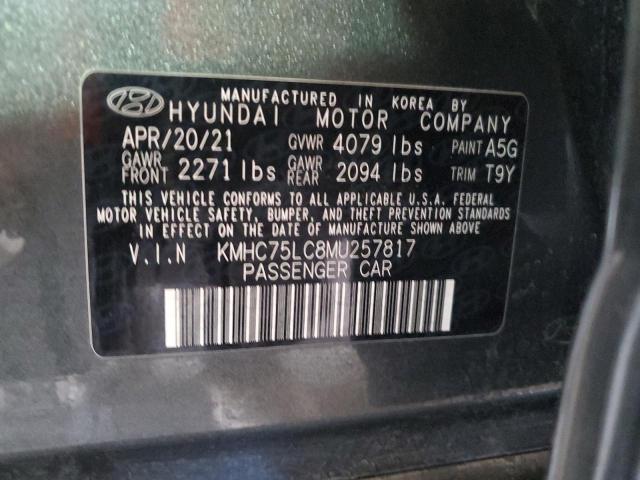 MANUFACTURED IN KOREA BY
HYUNDAI MOTOR COMPANY
APR/20/21 GVWR 4079 lbs PAINT A5G
GAWR FRONT 2271 lbs GAWR REAR 2094 lbs TRIM T9Y
THIS VEHICLE CONFORMS TO ALL APPLICABLE U.S.A. FEDERAL
MOTOR VEHICLE SAFETY, BUMPER, AND THEFT PREVENTION STANDARDS
IN EFFECT ON THE DATE OF MANUFACTURE SHOWN ABOVE
V.I.N KMHC75LC8MU257817
PASSENGER CAR